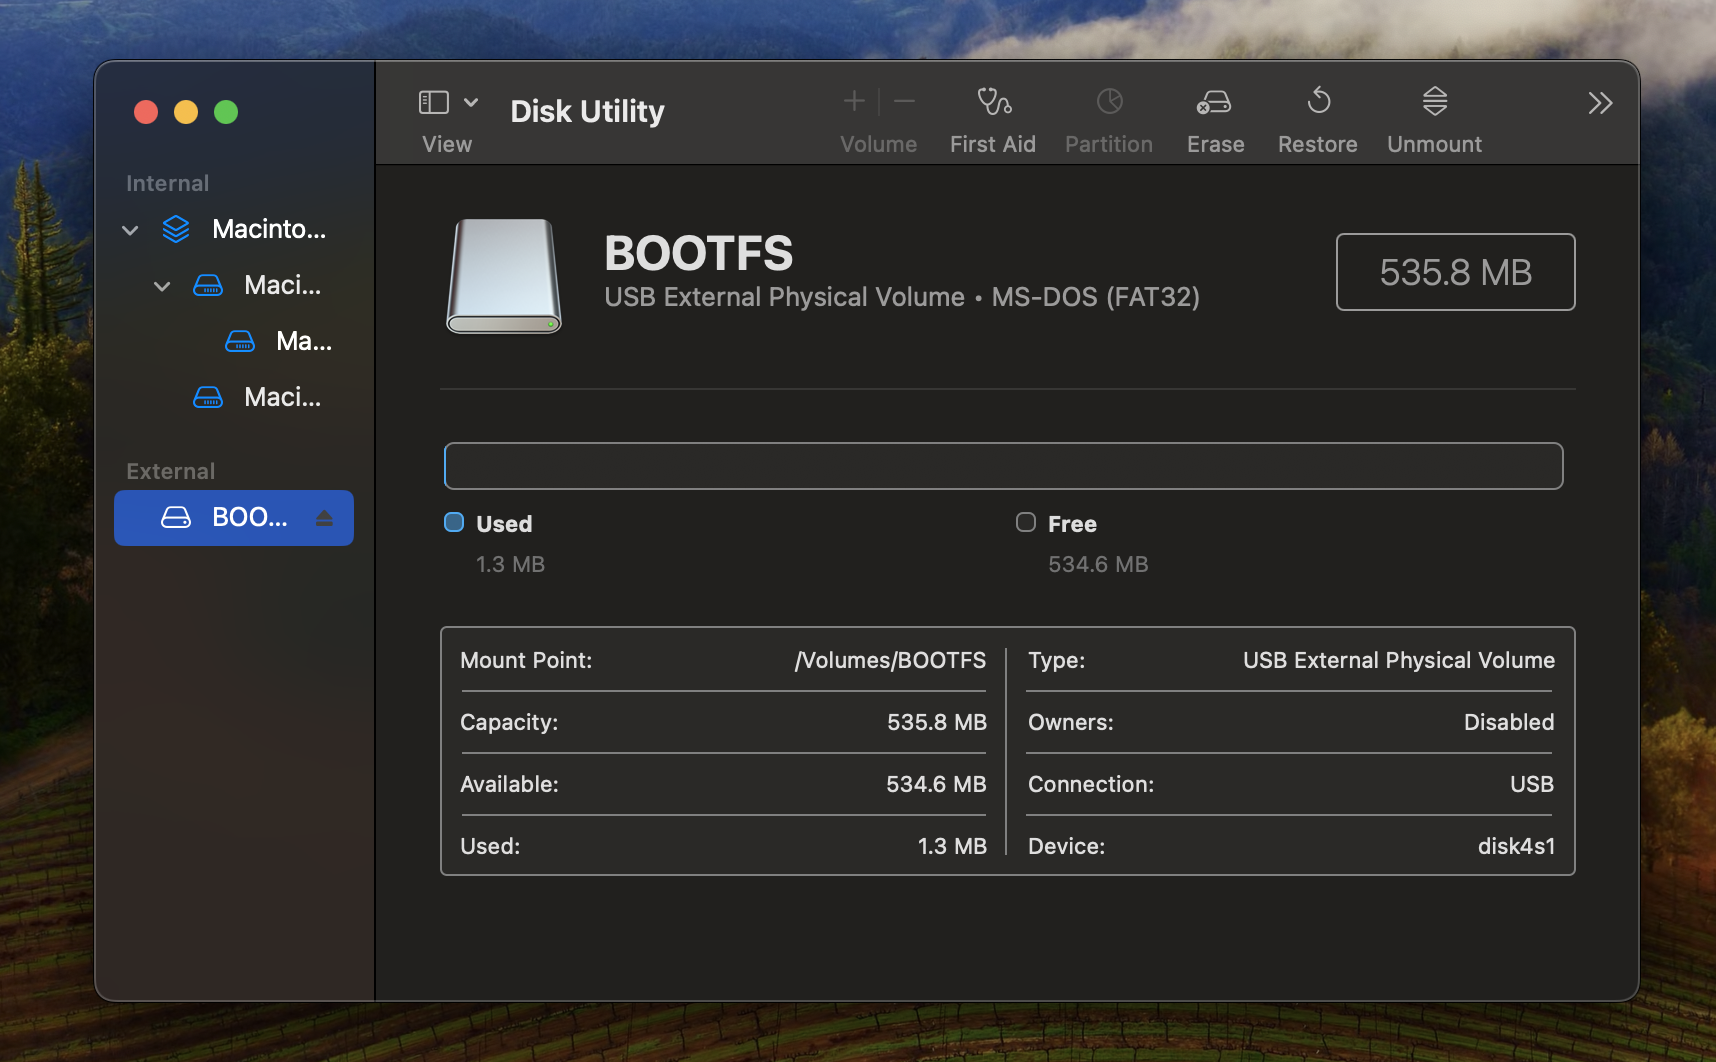 View
Disk Utility
Volume
First Aid
Partition
Erase
Restore
Unmount
Internal
Macinto...
Maci...
Ma...
Maci...
External
BOO...
BOOTFS
USB External Physical Volume • MS-DOS (FAT32)
535.8 MB
Used
1.3 MB
Free
534.6 MB
Mount Point: /Volumes/BOOTFS
Capacity: 535.8 MB
Available: 534.6 MB
Used: 1.3 MB
Type: USB External Physical Volume
Owners: Disabled
Connection: USB
Device: disk4s1